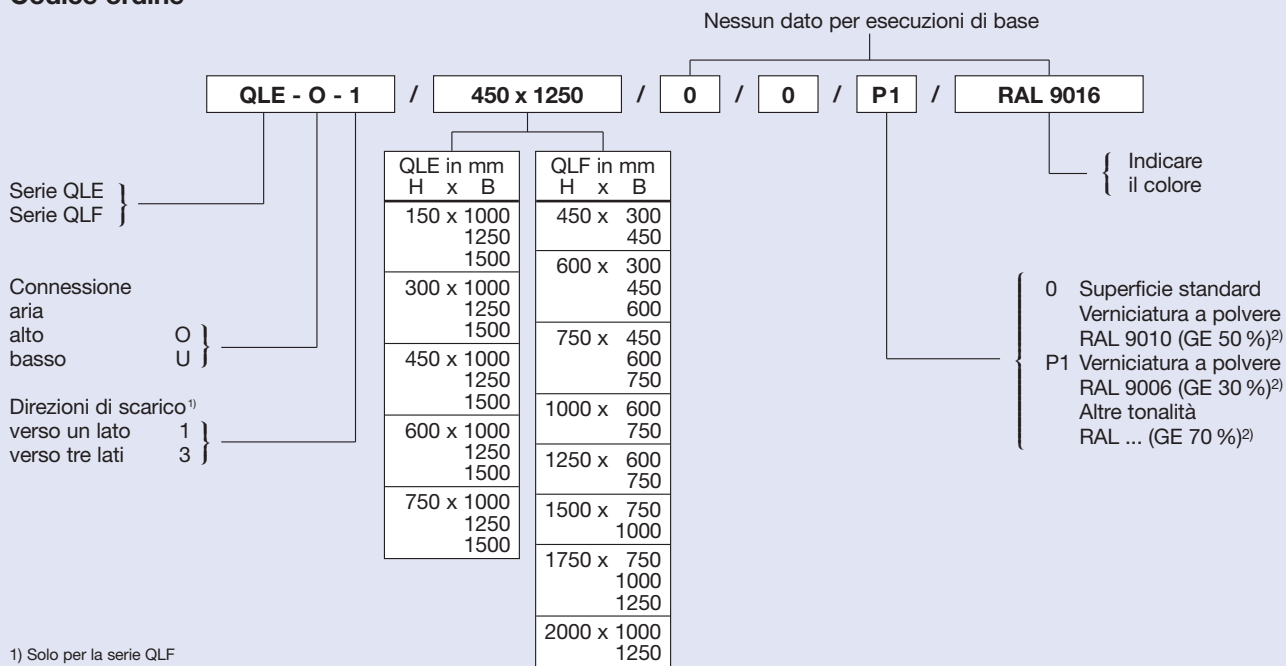 Nessun dato per esecuzioni di base
QLE - O - 1 / 450 x 1250 / 0 / 0 / P1 / RAL 9016
Serie QLE
Serie QLF
Connessione
aria
alto O
basso U
Direzioni di scarico1)
verso un lato 1
verso tre lati 3
QLE in mm
H x B
150 x 1000
1250
1500
300 x 1000
1250
1500
450 x 1000
1250
1500
600 x 1000
1250
1500
750 x 1000
1250
1500
QLF in mm
H x B
450 x 300
450
600 x 300
450
600
750 x 450
600
750
1000 x 600
750
1250 x 600
750
1500 x 750
1000
1750 x 750
1000
1250
2000 x 1000
1250
Indicare
il colore
0 Superficie standard
Verniciatura a polvere
RAL 9010 (GE 50 %)2)
P1 Verniciatura a polvere
RAL 9006 (GE 30 %)2)
Altre tonalità
RAL ... (GE 70 %)2)
1) Solo per la serie QLF